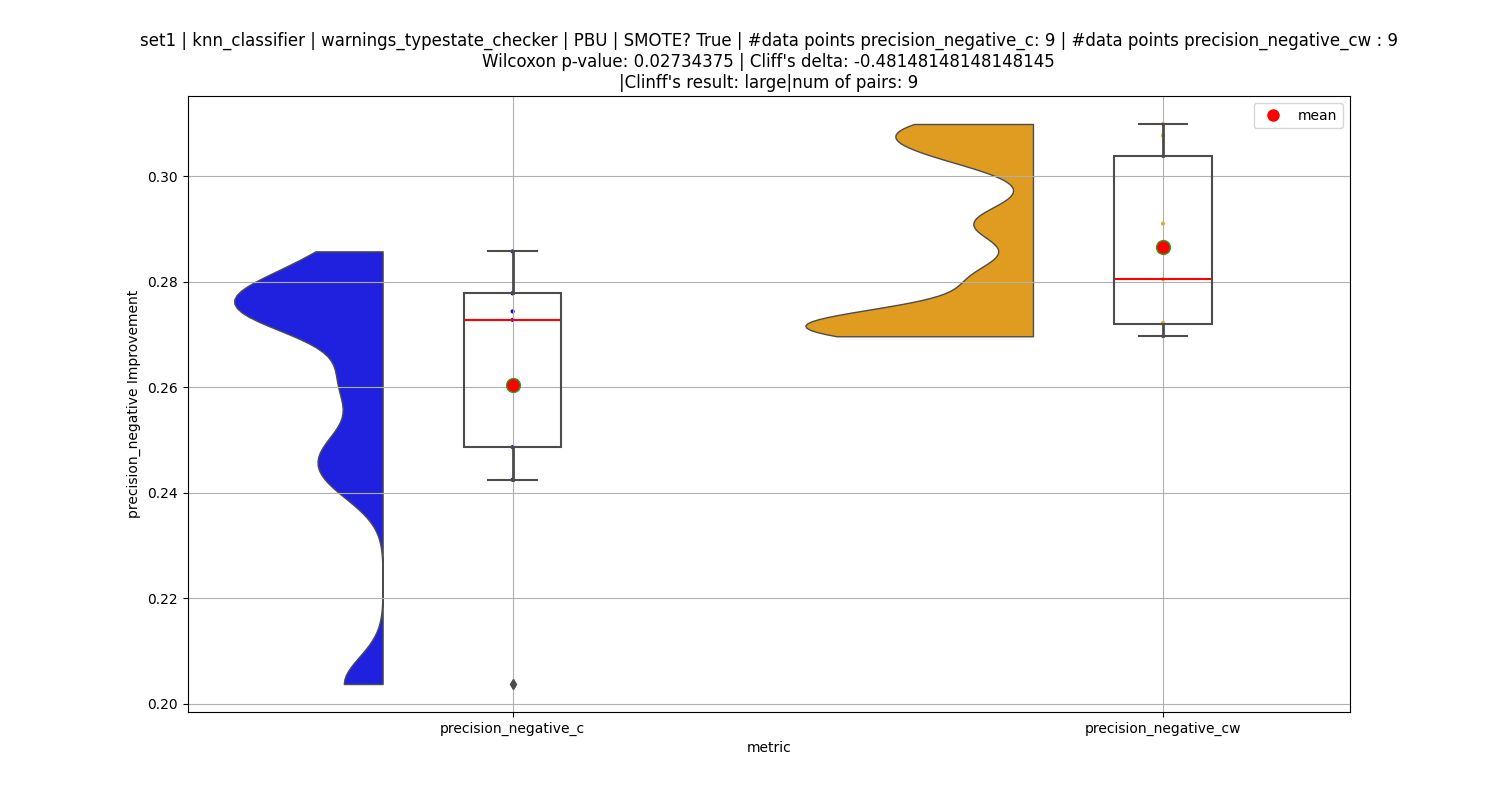 set1 | knn_classifier | warnings_typestate_checker | PBU | SMOTE? True | #data points precision_negative_c: 9 | #data points precision_negative_cw : 9
Wilcoxon p-value: 0.02734375 | Cliff's delta: -0.48148148148148145
|Clinff's result: large|num of pairs: 9
mean
0.30
0.28
0.26
0.24
0.22
0.20
precision_negative Improvement
precision_negative_c
precision_negative_cw
metric